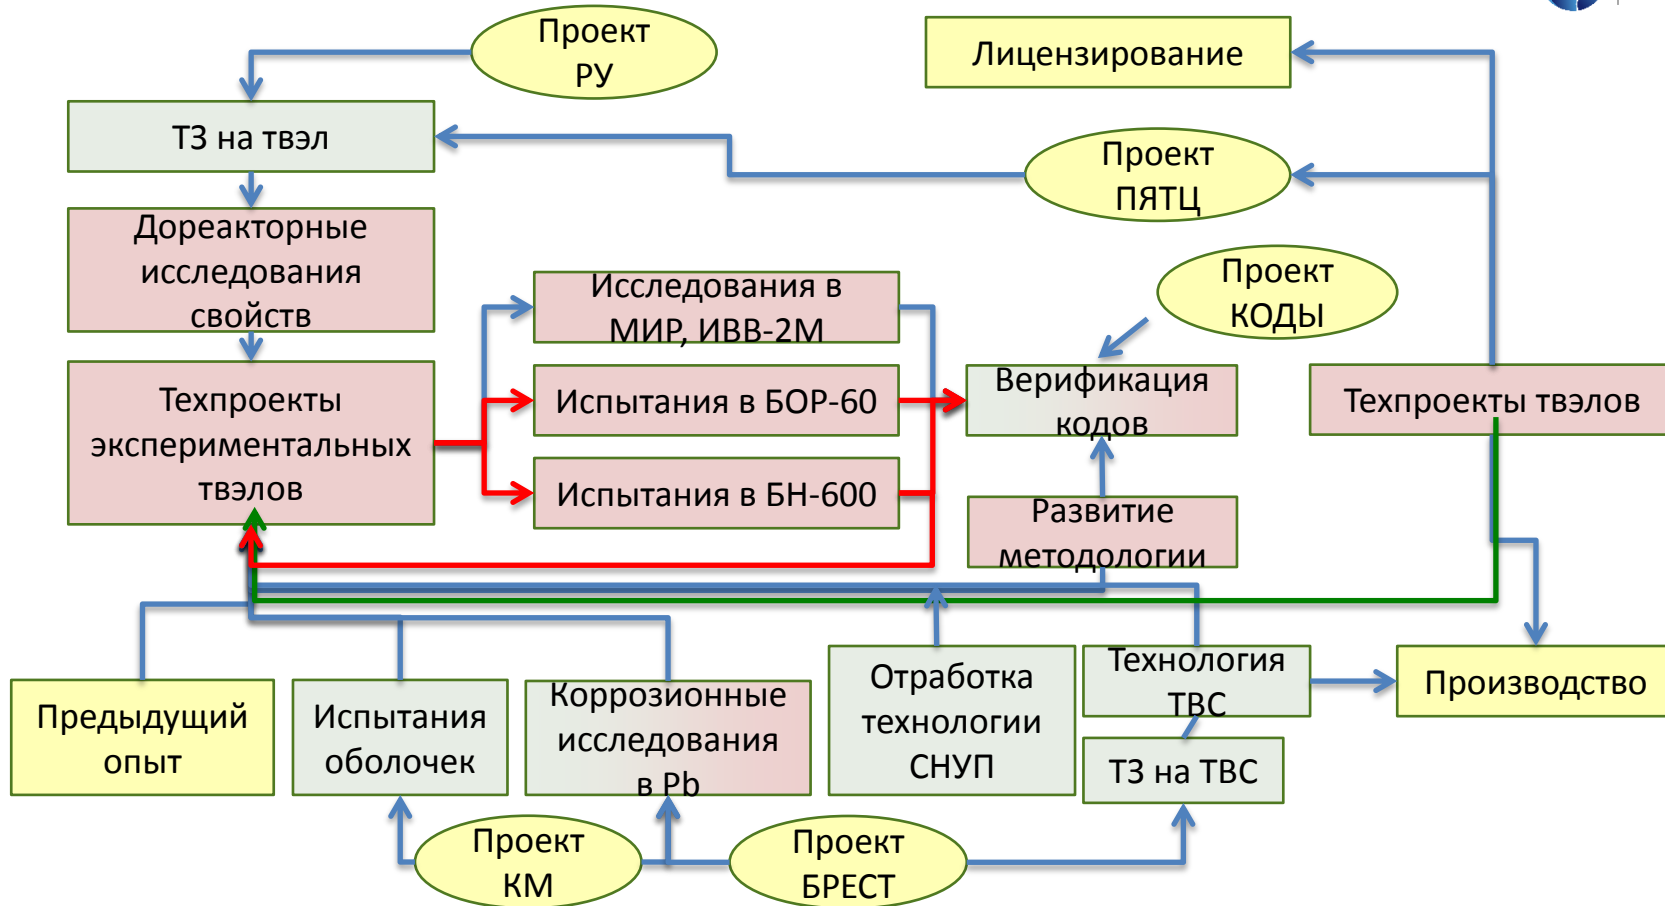 Проект
РУ
Лицензирование
ТЗ на твэл
Проект
ПЯТЦ
Дореакторные
исследования
свойств
Исследования в
МИР, ИВВ-2М
Проект
КОДЫ
Техпроекты
экспериментальных
твэлов
Испытания в БОР-60
Верификация
кодов
Техпроекты твэлов
Испытания в БН-600
Развитие
методологии
Предыдущий
опыт
Испытания
оболочек
Коррозионные
исследования
в Pb
Отработка
технологии
СНУП
Технология
ТВС
Производство
ТЗ на ТВС
Проект
КМ
Проект
БРЕСТ